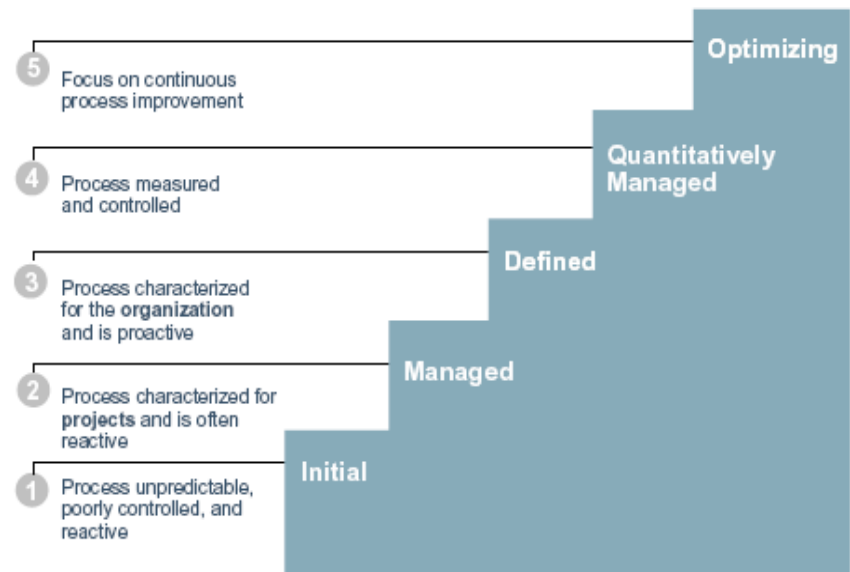 Optimizing
5
Focus on continuous
process improvement
Quantitatively
Managed
4
Process measured
and controlled
Defined
3
Process characterized
for the organization
and is proactive
Managed
2
Process characterized for
projects and is often
reactive
Initial
1
Process unpredictable,
poorly controlled, and
reactive